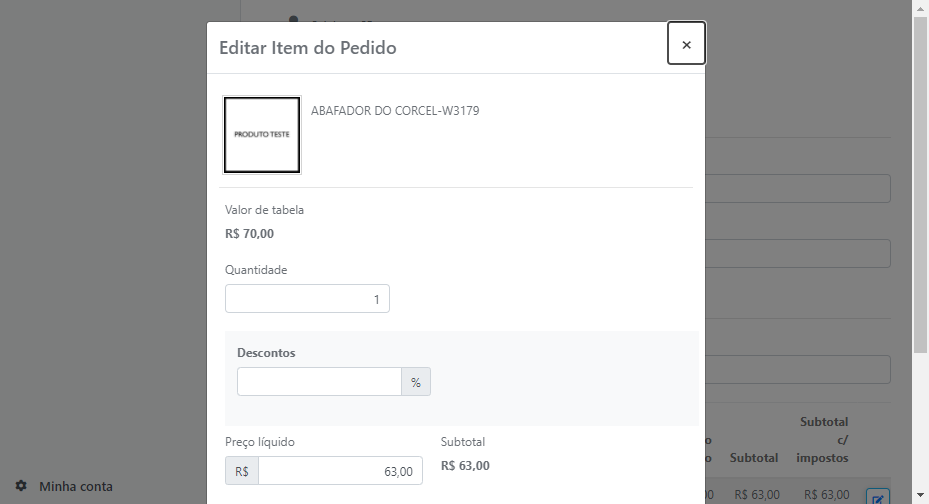 Editar Item do Pedido
×
PRODUTO TESTE
ABAFADOR DO CORCEL-W3179
Valor de tabela
R$ 70,00
Quantidade
1
Descontos
%
Preço líquido
Subtotal
R$
63,00
R$ 63,00
Subtotal
c/
impostos
o
o
Subtotal
R$ 63,00
R$ 63,00
Minha conta